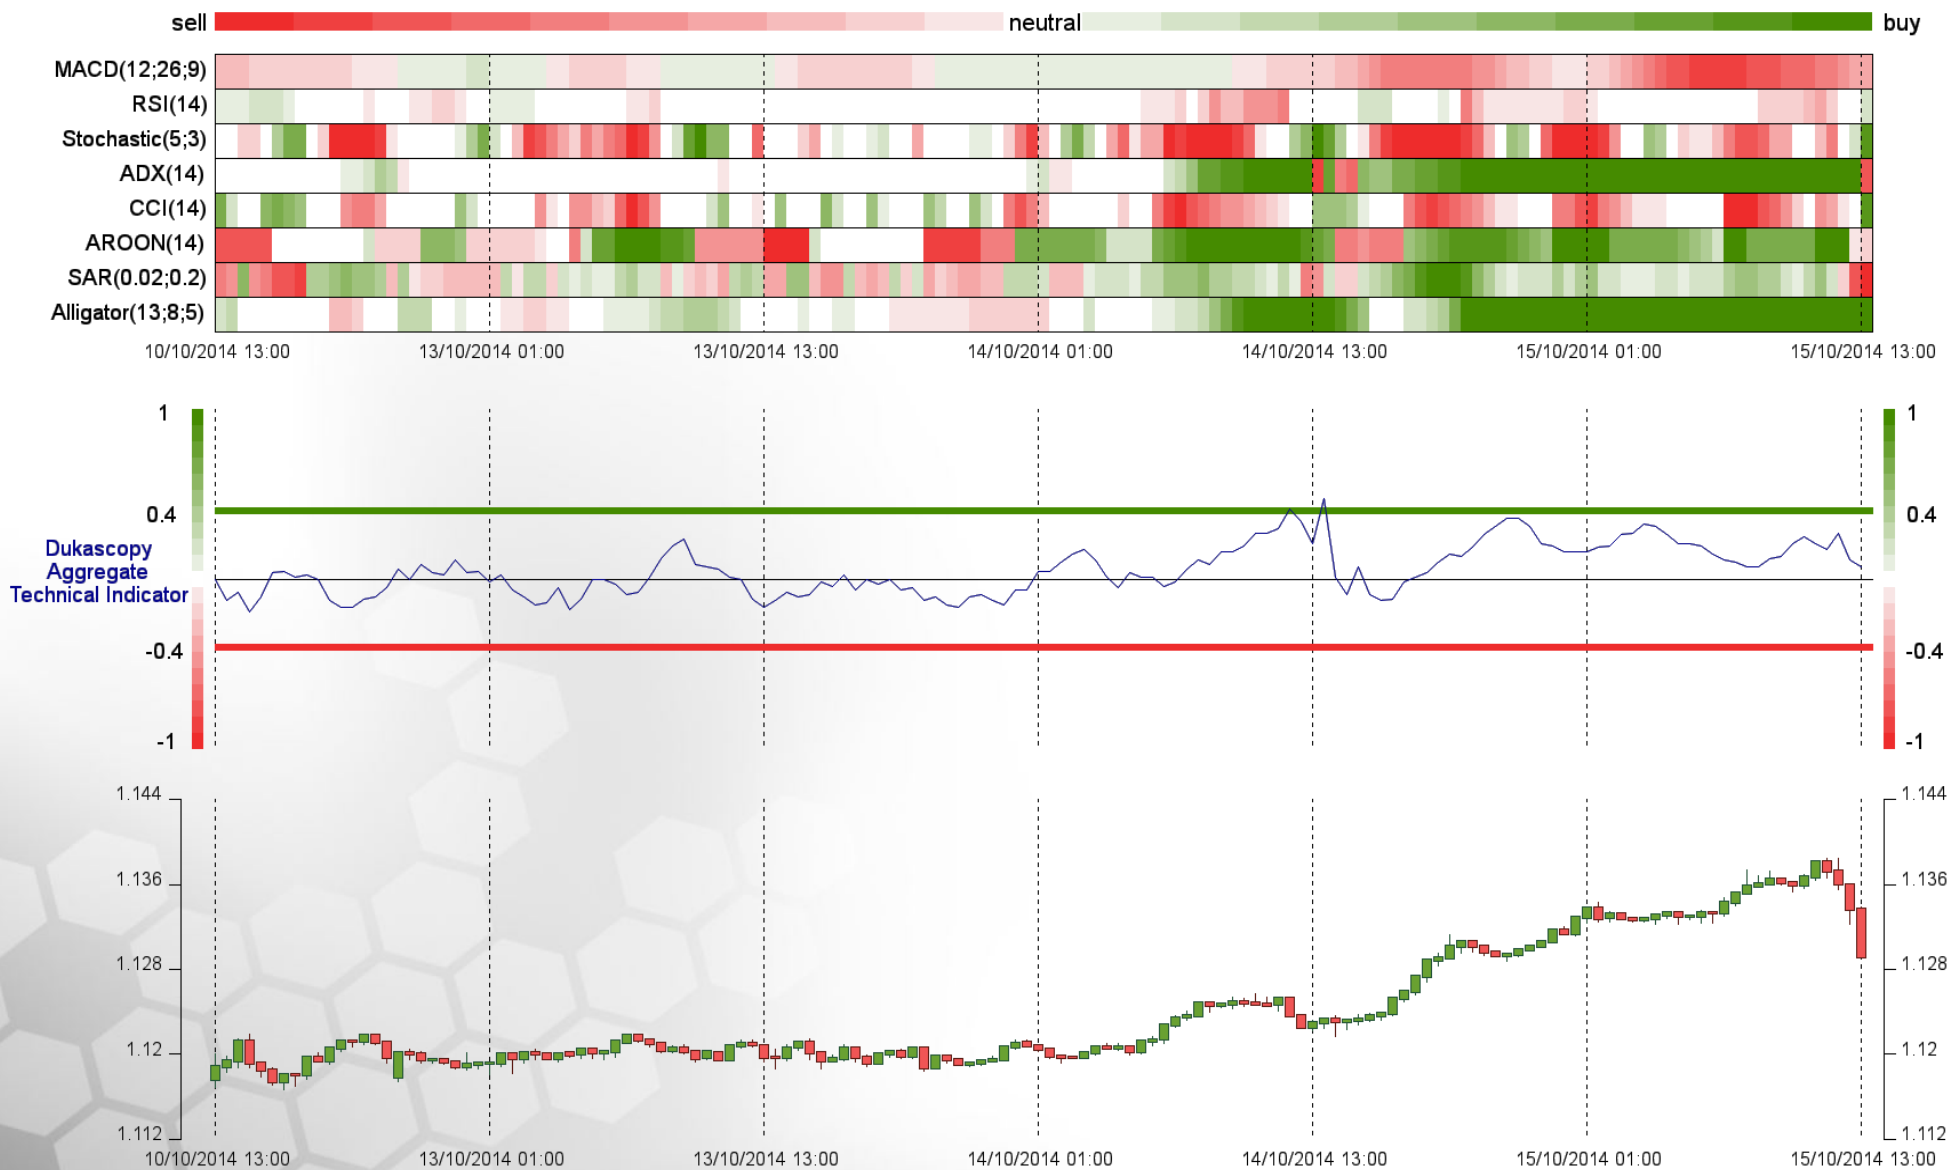 sell neutral buy
MACD(12;26;9)
RSI(14)
Stochastic(5;3)
ADX(14)
CCI(14)
AROON(14)
SAR(0.02;0.2)
Alligator(13;8;5)
10/10/2014 13:00 13/10/2014 01:00 13/10/2014 13:00 14/10/2014 01:00 14/10/2014 13:00 15/10/2014 01:00 15/10/2014 13:00
1 1
0.4 0.4
Dukascopy
Aggregate
Technical Indicator
-0.4 -0.4
-1 -1
1.144 1.144
1.136 1.136
1.128 1.128
1.12 1.12
1.112 1.112
10/10/2014 13:00 13/10/2014 01:00 13/10/2014 13:00 14/10/2014 01:00 14/10/2014 13:00 15/10/2014 01:00 15/10/2014 13:00